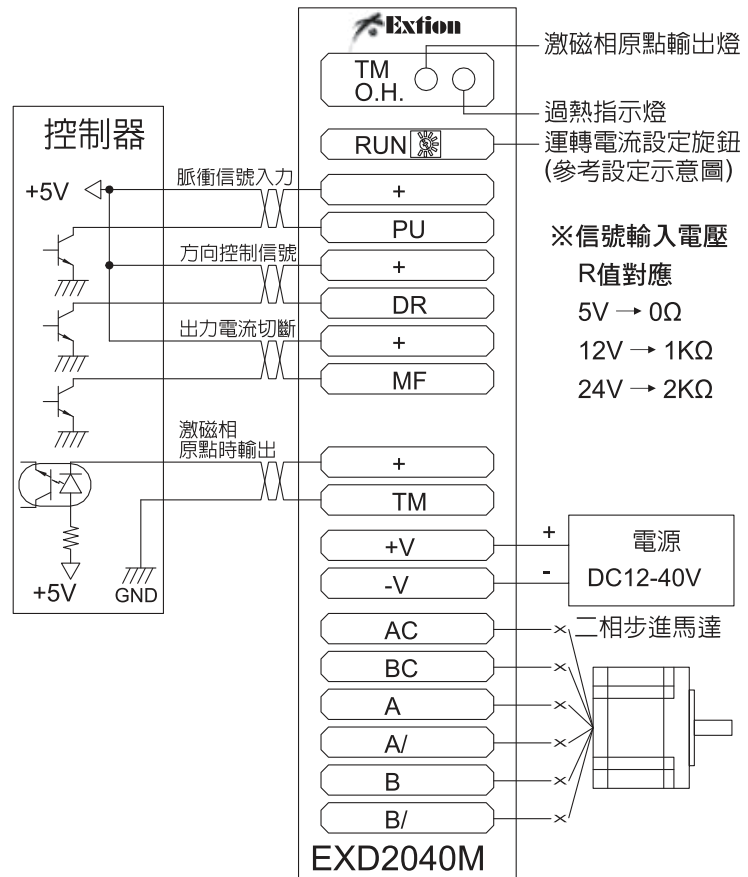 Extion
激磁相原點輸出燈
TM
O.H.
過熱指示燈
RUN
運轉電流設定旋鈕
(參考設定示意圖)
控制器
+5V
脈衝信號入力
+
PU
方向控制信號
+
DR
出力電流切斷
+
MF
※信號輸入電壓
R值對應
5V → 0Ω
12V → 1KΩ
24V → 2KΩ
激磁相
原點時輸出
+
TM
+5V
GND
+V
-V
+
-
電源
DC12-40V
AC
BC
A
A/
B
B/
二相步進馬達
EXD2040M